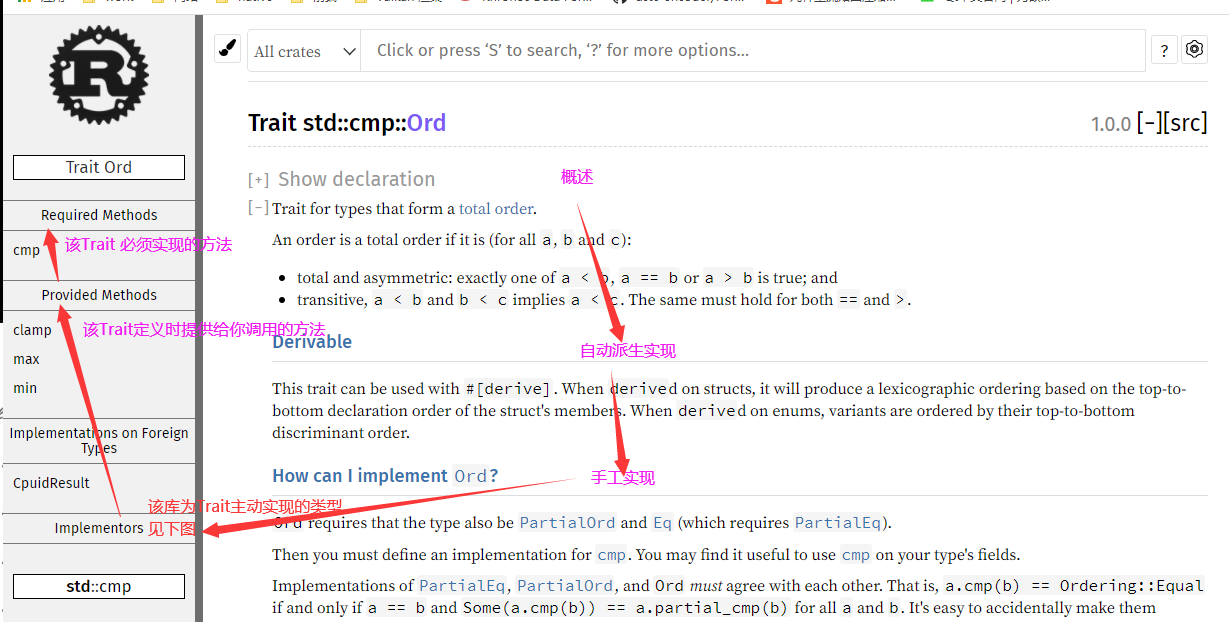 Trait Ord
Required Methods
cmp
该Trait 必须实现的方法
Provided Methods
clamp
该Trait定义时提供给你调用的方法
max
min
Implementations on Foreign
Types
CpuidResult
该库为Trait主动实现的类型
Implementors
见下图
std::cmp
All crates
Click or press ‘S’ to search, ‘?’ for more options...
?
Trait std::cmp::Ord
1.0.0 [-][src]
[+] Show declaration
概述
[-] Trait for types that form a total order.
An order is a total order if it is (for all a, b and c):
• total and asymmetric: exactly one of a < b, a == b or a > b is true; and
• transitive, a < b and b < c implies a < c. The same must hold for both == and >.
Derivable
自动派生实现
This trait can be used with #[derive]. When derived on structs, it will produce a lexicographic ordering based on the top-to-
bottom declaration order of the struct's members. When derived on enums, variants are ordered by their top-to-bottom
discriminant order.
How can I implement Ord?
手工实现
Ord requires that the type also be PartialOrd and Eq (which requires PartialEq).
Then you must define an implementation for cmp. You may find it useful to use cmp on your type's fields.
Implementations of PartialEq, PartialOrd, and Ord must agree with each other. That is, a.cmp(b) == Ordering::Equal
if and only if a == b and Some(a.cmp(b)) == a.partial_cmp(b) for all a and b. It's easy to accidentally make them